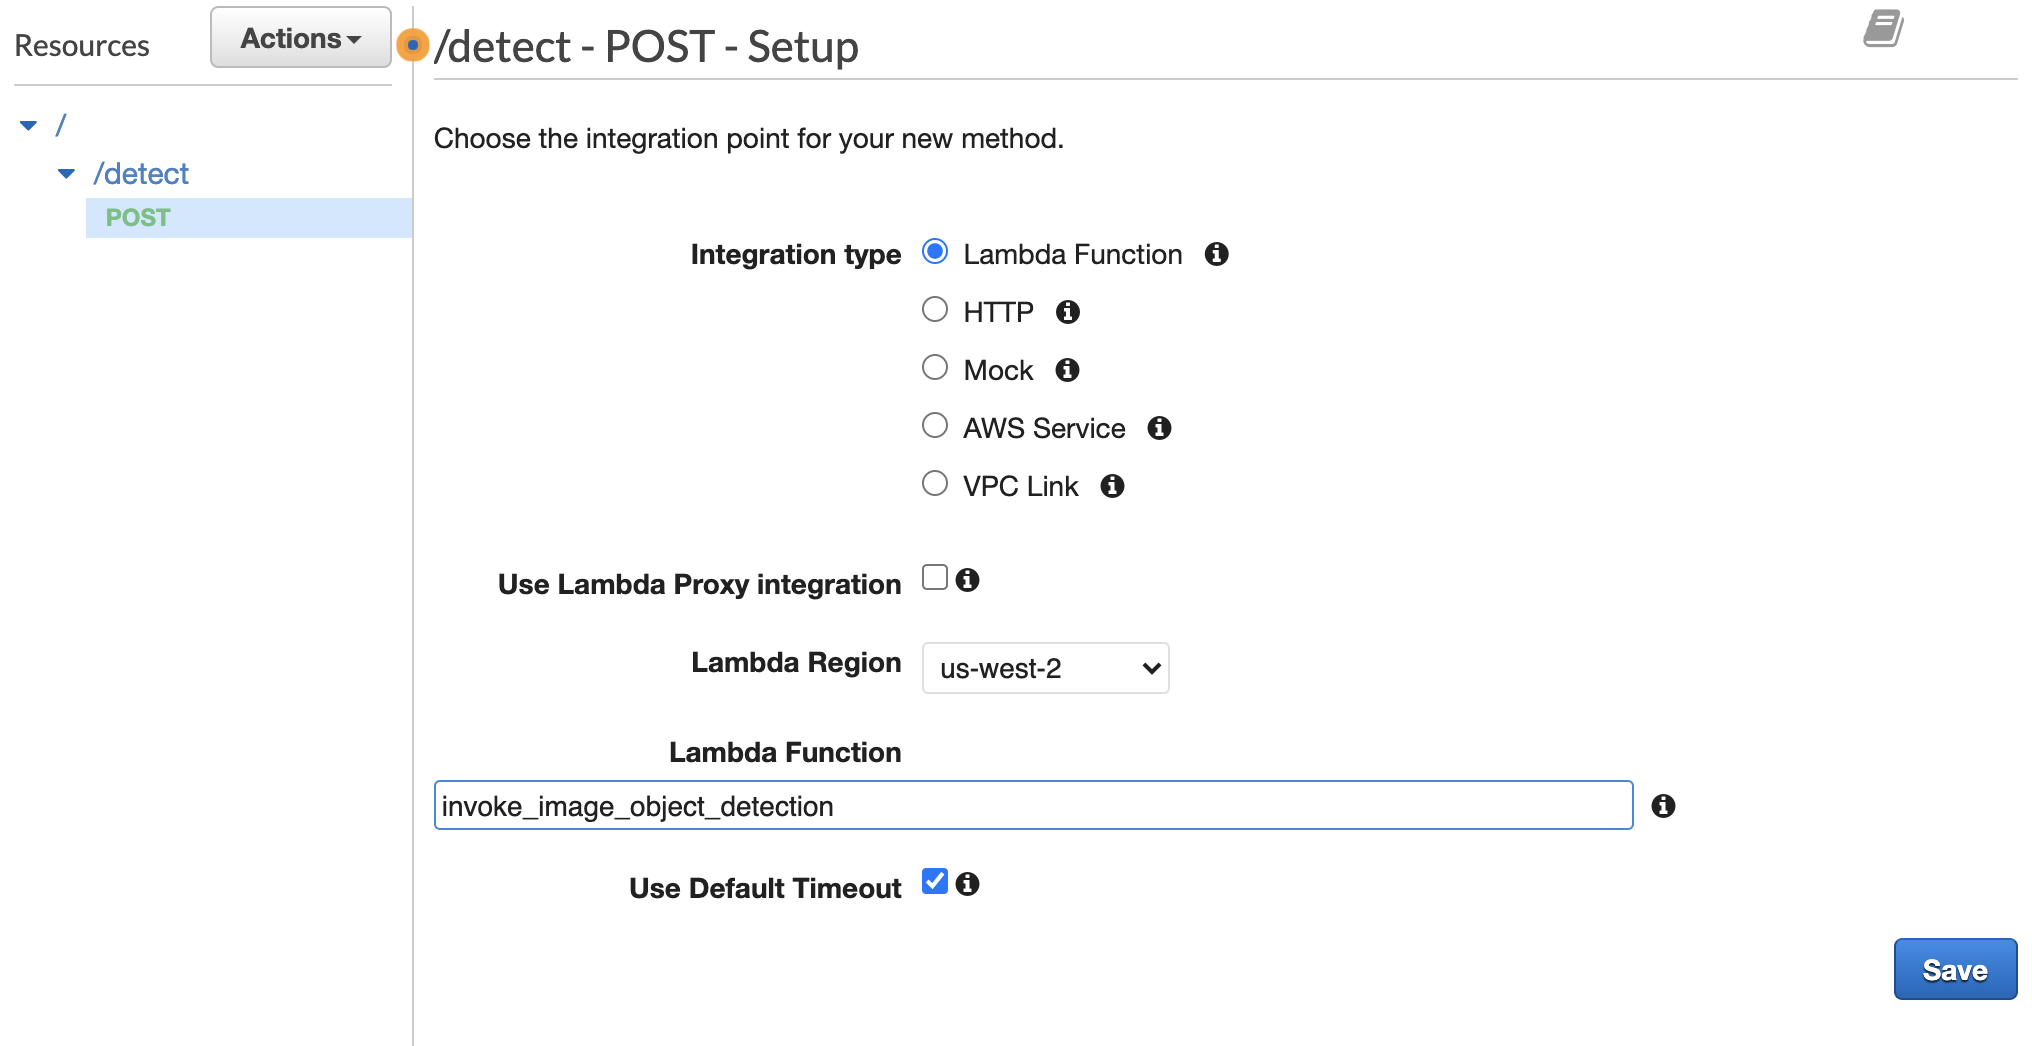 Resources
Actions
/detect - POST - Setup
/
/detect
POST
Choose the integration point for your new method.
Integration type
Lambda Function
HTTP
Mock
AWS Service
VPC Link
Use Lambda Proxy integration
Lambda Region
us-west-2
Lambda Function
invoke_image_object_detection
Use Default Timeout
Save